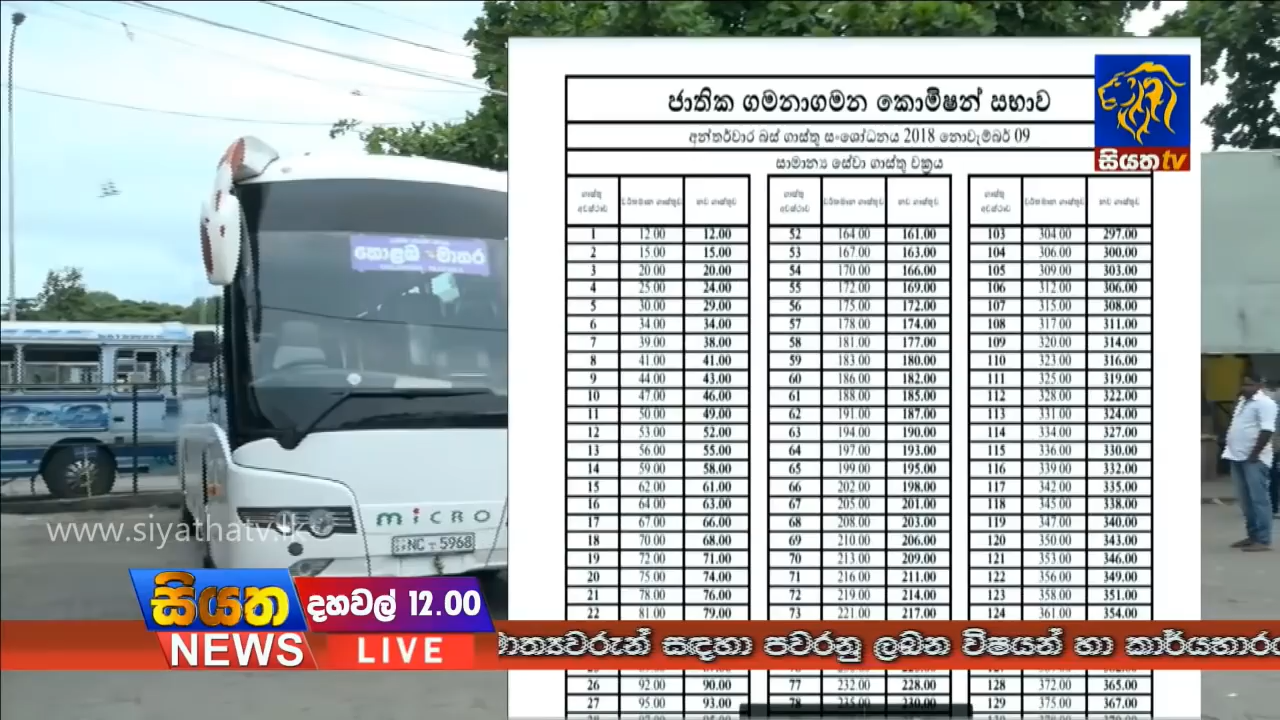 ජාතික ගමනාගමන කොමිෂන් සභාව
අන්තර්වාර බස් ගාස්තු සංශෝධනය 2018 නොවැම්බර් 09
සාමාන්‍ය සේවා ගාස්තු චක්‍රය
සියත tv
ගාස්තු අවස්ථාව වර්තමාන ගාස්තුව නව ගාස්තුව ගාස්තු අවස්ථාව වර්තමාන ගාස්තුව නව ගාස්තුව ගාස්තු අවස්ථාව වර්තමාන ගාස්තුව නව ගාස්තුව
1 12.00 12.00 52 164.00 161.00 103 304.00 297.00
2 15.00 15.00 53 167.00 163.00 104 306.00 300.00
3 20.00 20.00 54 170.00 166.00 105 309.00 303.00
4 25.00 24.00 55 172.00 169.00 106 312.00 306.00
5 30.00 29.00 56 175.00 172.00 107 315.00 308.00
6 34.00 34.00 57 178.00 174.00 108 317.00 311.00
7 39.00 38.00 58 181.00 177.00 109 320.00 314.00
8 41.00 41.00 59 183.00 180.00 110 323.00 316.00
9 44.00 43.00 60 186.00 182.00 111 325.00 319.00
10 47.00 46.00 61 188.00 185.00 112 328.00 322.00
11 50.00 49.00 62 191.00 187.00 113 331.00 324.00
12 53.00 52.00 63 194.00 190.00 114 334.00 327.00
13 56.00 55.00 64 197.00 193.00 115 336.00 330.00
14 59.00 58.00 65 199.00 195.00 116 339.00 332.00
15 62.00 61.00 66 202.00 198.00 117 342.00 335.00
16 64.00 63.00 67 205.00 201.00 118 345.00 338.00
17 67.00 66.00 68 208.00 203.00 119 347.00 340.00
18 70.00 68.00 69 210.00 206.00 120 350.00 343.00
19 72.00 71.00 70 213.00 209.00 121 353.00 346.00
20 75.00 74.00 71 216.00 211.00 122 356.00 349.00
21 78.00 76.00 72 219.00 214.00 123 358.00 351.00
22 81.00 79.00 73 221.00 217.00 124 361.00 354.00
26 92.00 90.00 77 232.00 228.00 128 372.00 365.00
27 95.00 93.00 78 235.00 230.00 129 375.00 367.00
කොළඹ - මාතර
MICRO
NC - 5968
www.siyathatv.lk
සියත
දහවල් 12.00
NEWS
LIVE
සඳහා පවරනු ලබන විෂයන් හා